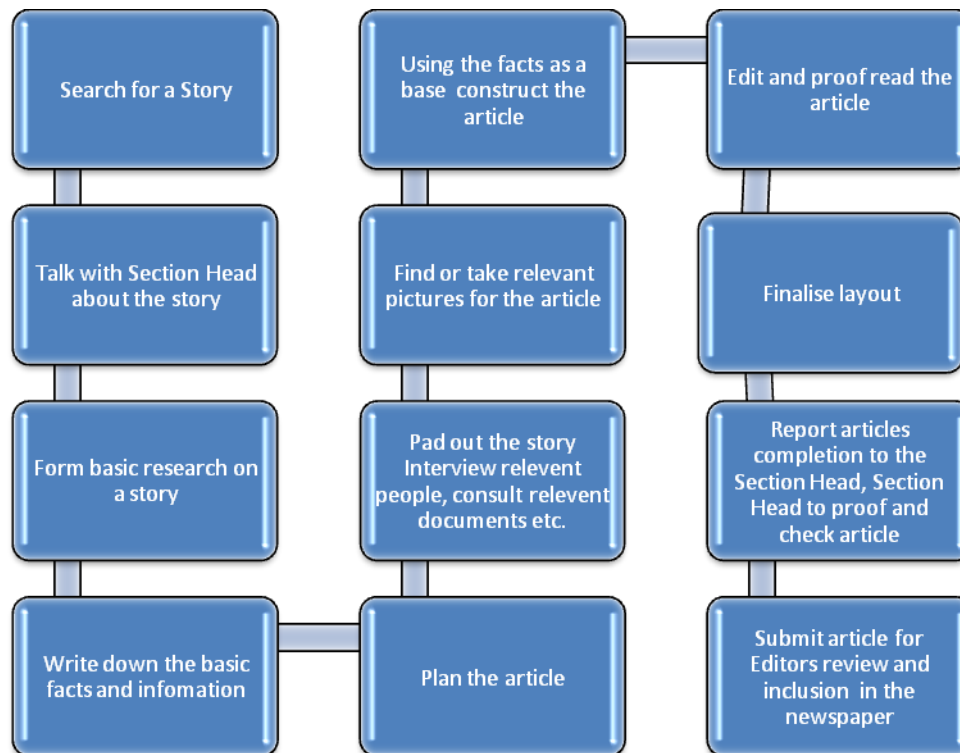 Search for a Story
Talk with Section Head
about the story
Form basic research on
a story
Write down the basic
facts and infomation
Plan the article
Pad out the story
Interview relevent
people, consult relevent
documents etc.
Find or take relevant
pictures for the article
Using the facts as a
base construct the
article
Edit and proof read the
article
Finalise layout
Report articles
completion to the
Section Head, Section
Head to proof and
check article
Submit article for
Editors review and
inclusion in the
newspaper